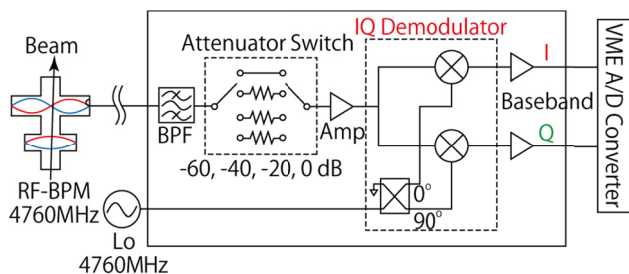 Beam
RF-BPM
4760MHz
Lo
4760MHz
BPF
Attenuator Switch
-60, -40, -20, 0 dB
Amp
IQ Demodulator
0°
90°
I
Baseband
Q
VME A/D Converter